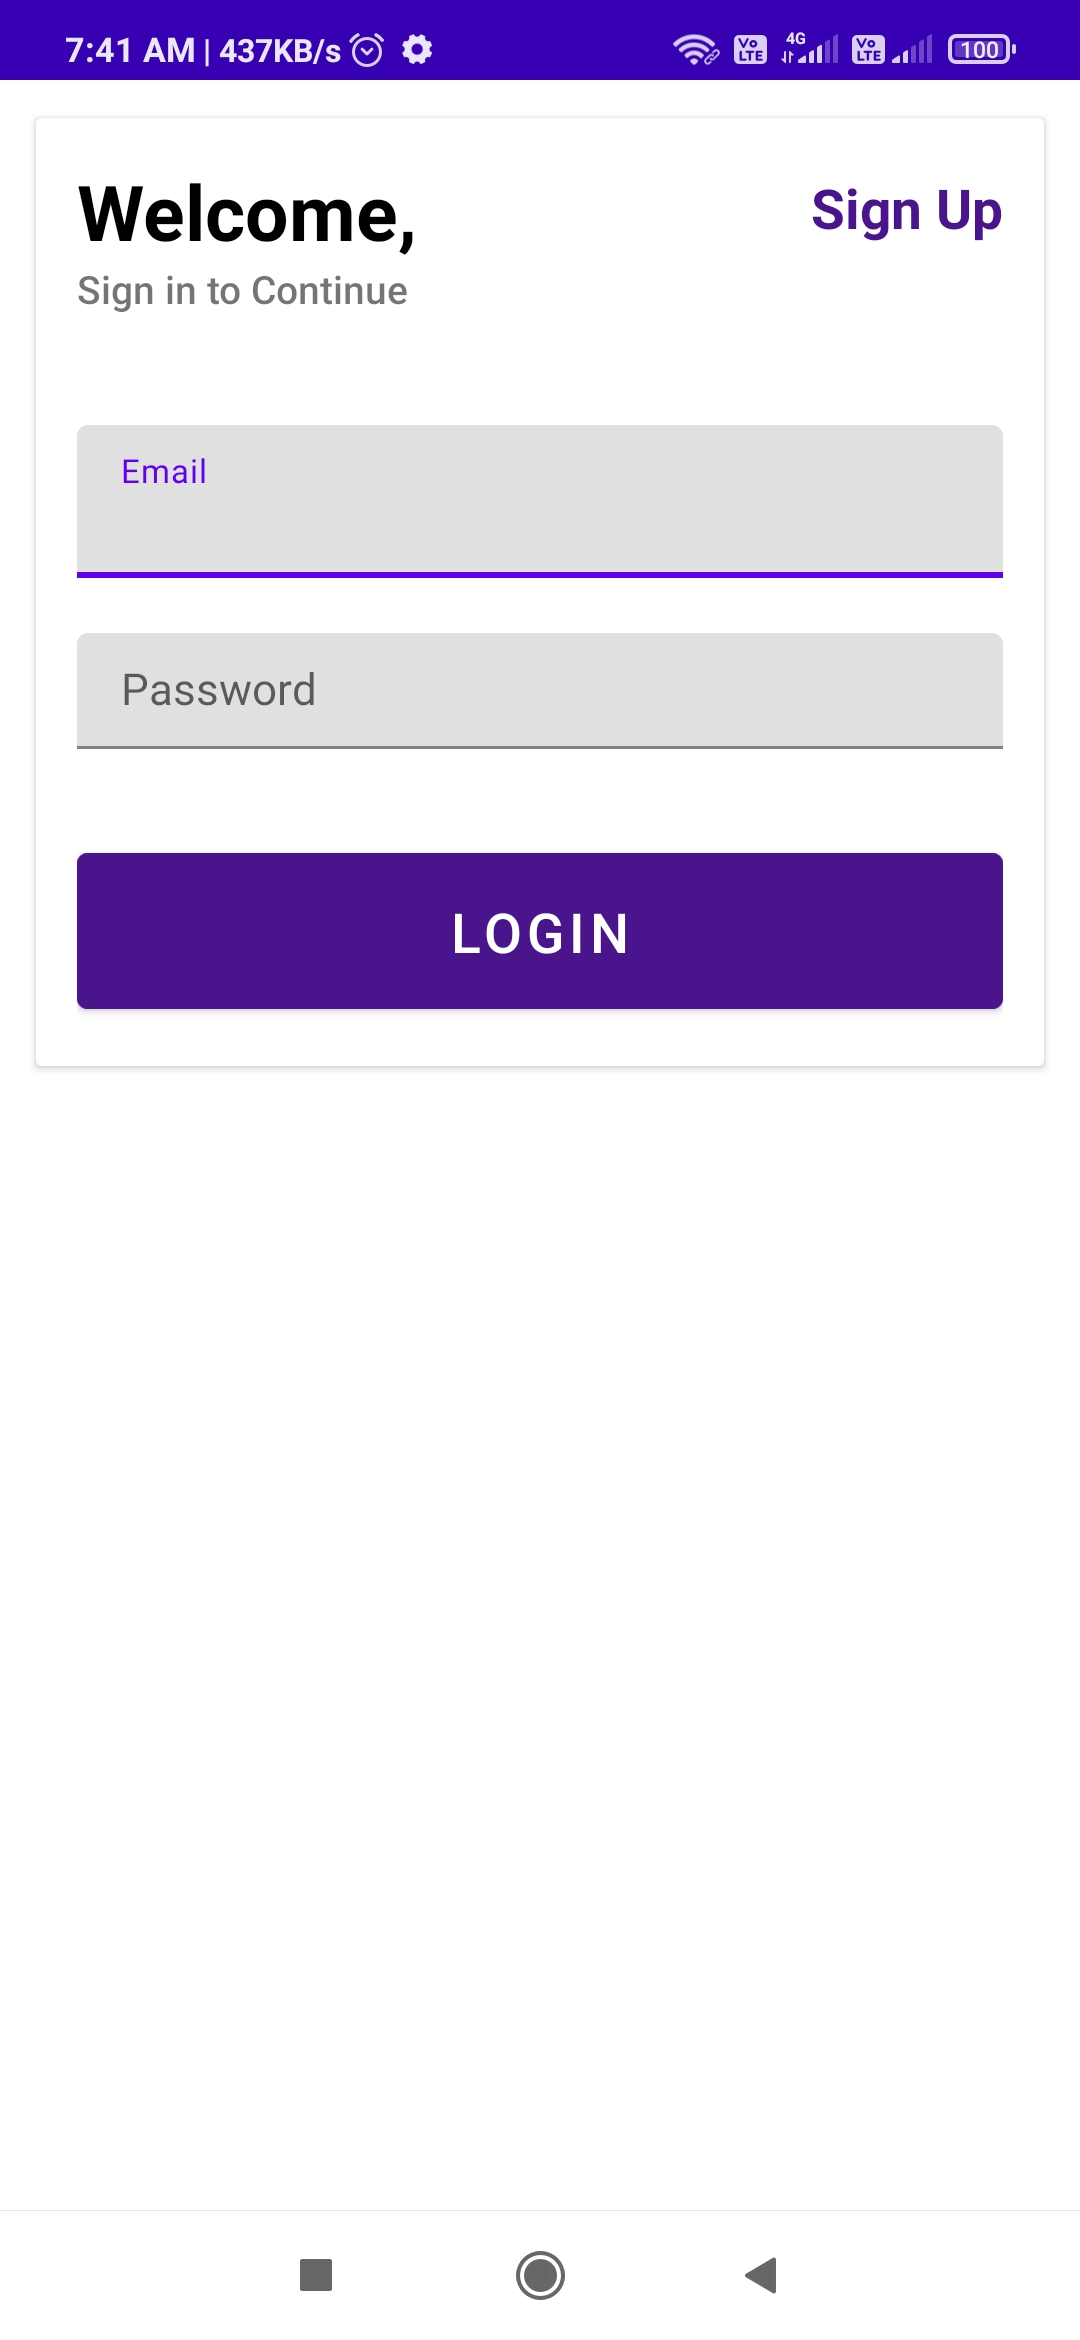 7:41 AM | 437KB/s Vo LTE 4G Vo LTE 100
Welcome,
Sign Up
Sign in to Continue
Email
Password
LOGIN